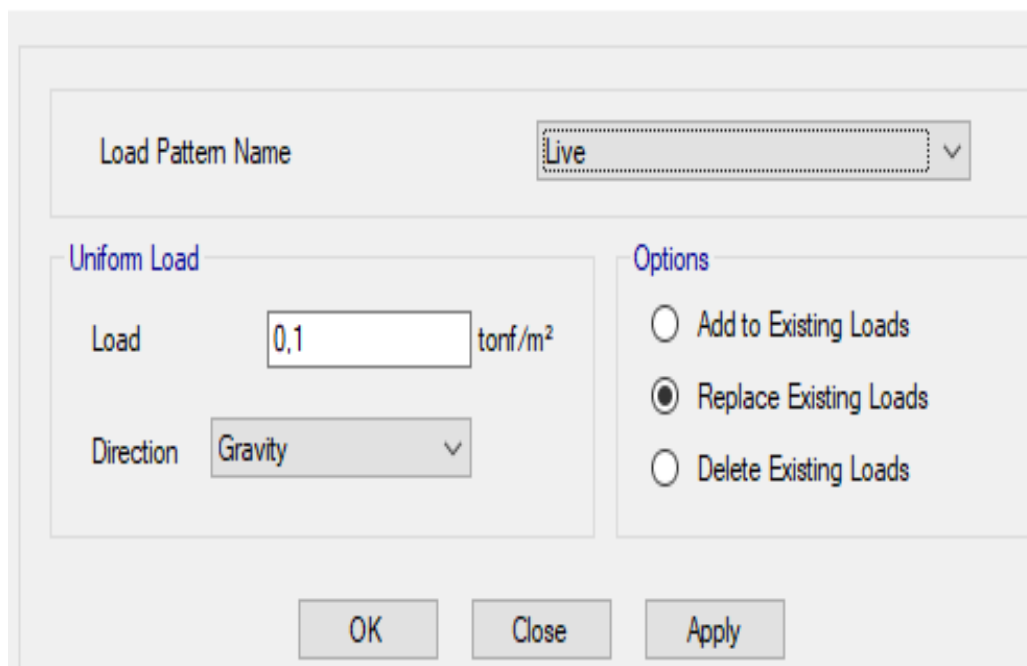 Load Pattern Name
Live
Uniform Load
Load
0,1
tonf/m²
Direction
Gravity
Options
Add to Existing Loads
Replace Existing Loads
Delete Existing Loads
OK
Close
Apply